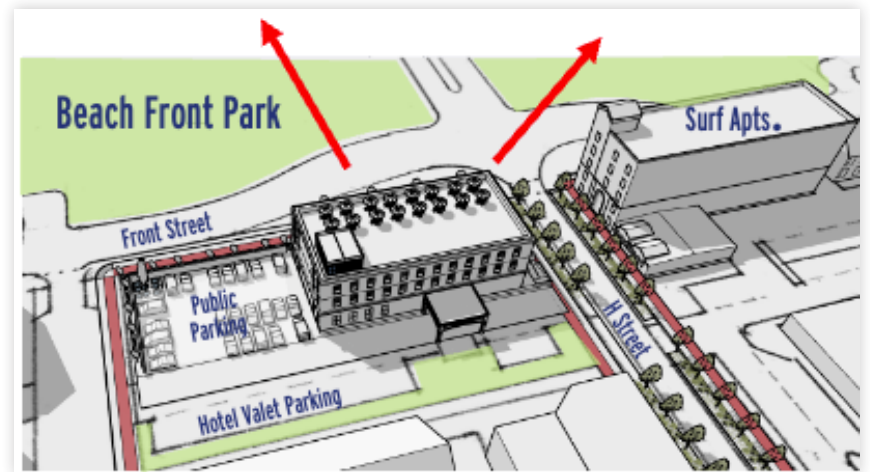 Beach Front Park
Surf Apts.
Front Street
Public
Parking
H Street
Hotel Valet Parking